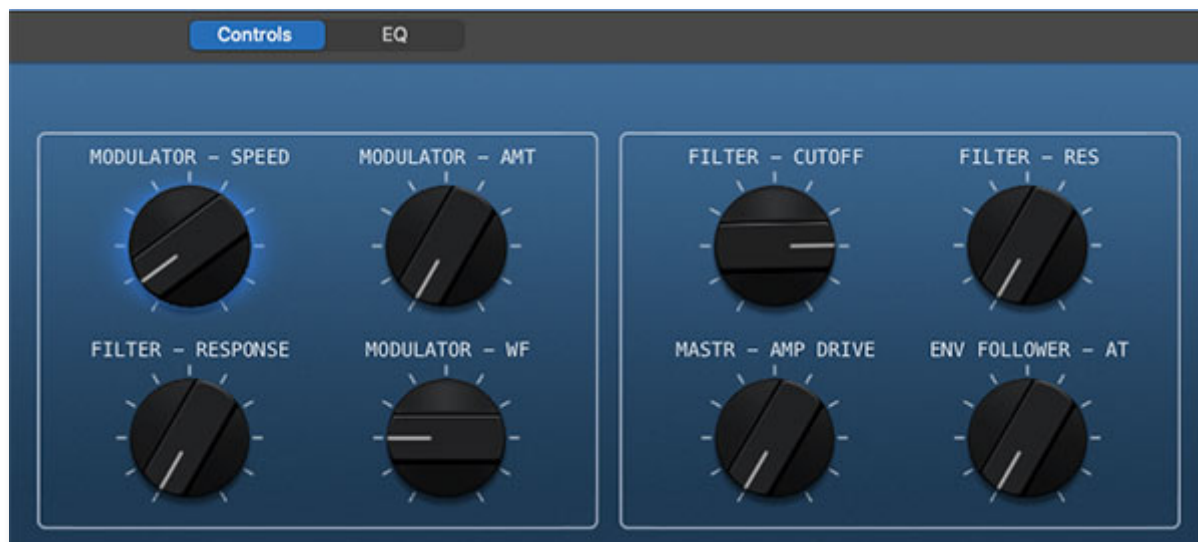 Controls EQ
MODULATOR – SPEED
MODULATOR – AMT
FILTER – RESPONSE
MODULATOR – WF
FILTER – CUTOFF
FILTER – RES
MASTR – AMP DRIVE
ENV FOLLOWER – AT